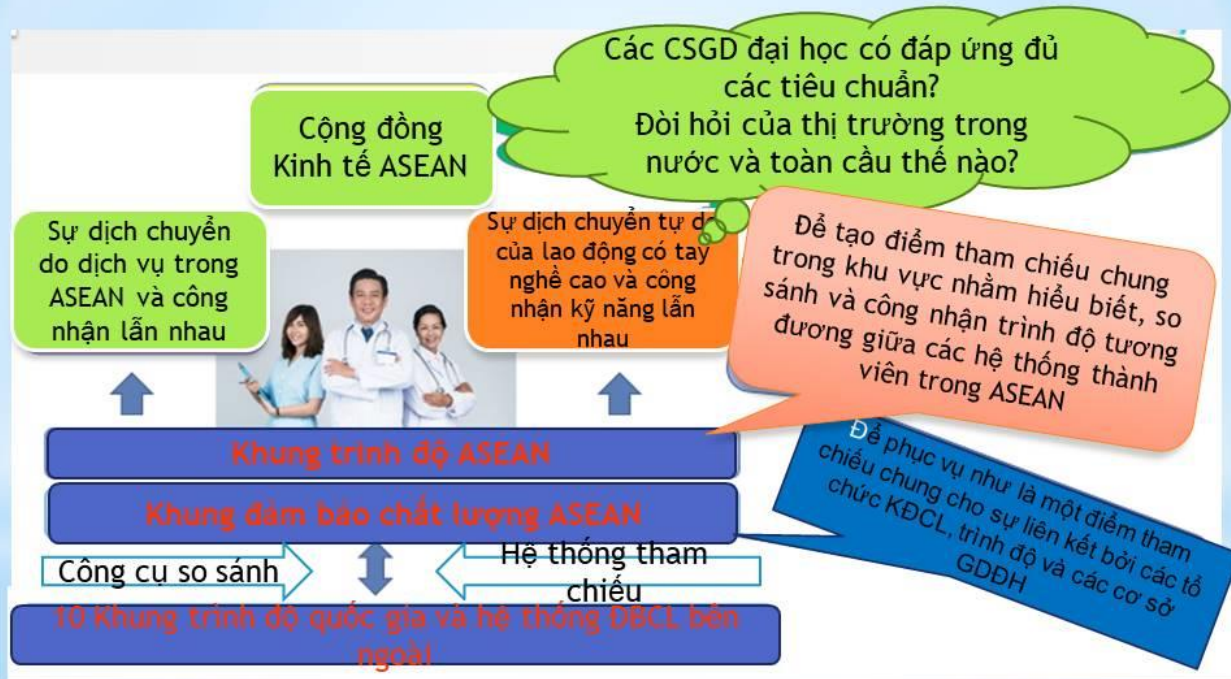 Các CSGD đại học có đáp ứng đủ
các tiêu chuẩn?
Đòi hỏi của thị trường trong
nước và toàn cầu thế nào?
Cộng đồng
Kinh tế ASEAN
Sự dịch chuyển
do dịch vụ trong
ASEAN và công
nhận lẫn nhau
Sự dịch chuyển tự do
của lao động có tay
nghề cao và công
nhận kỹ năng lẫn
nhau
Để tạo điểm tham chiếu chung
trong khu vực nhằm hiểu biết, so
sánh và công nhận trình độ tương
đương giữa các hệ thống thành
viên trong ASEAN
Khung trình độ ASEAN
Khung đảm bảo chất lượng ASEAN
Để phục vụ như là một điểm tham
chiếu chung cho sự liên kết bởi các tổ
chức KĐCL, trình độ và các cơ sở
GDĐH
Công cụ so sánh
Hệ thống tham
chiếu
10 Khung trình độ quốc gia và hệ thống ĐBCL bên
ngoài